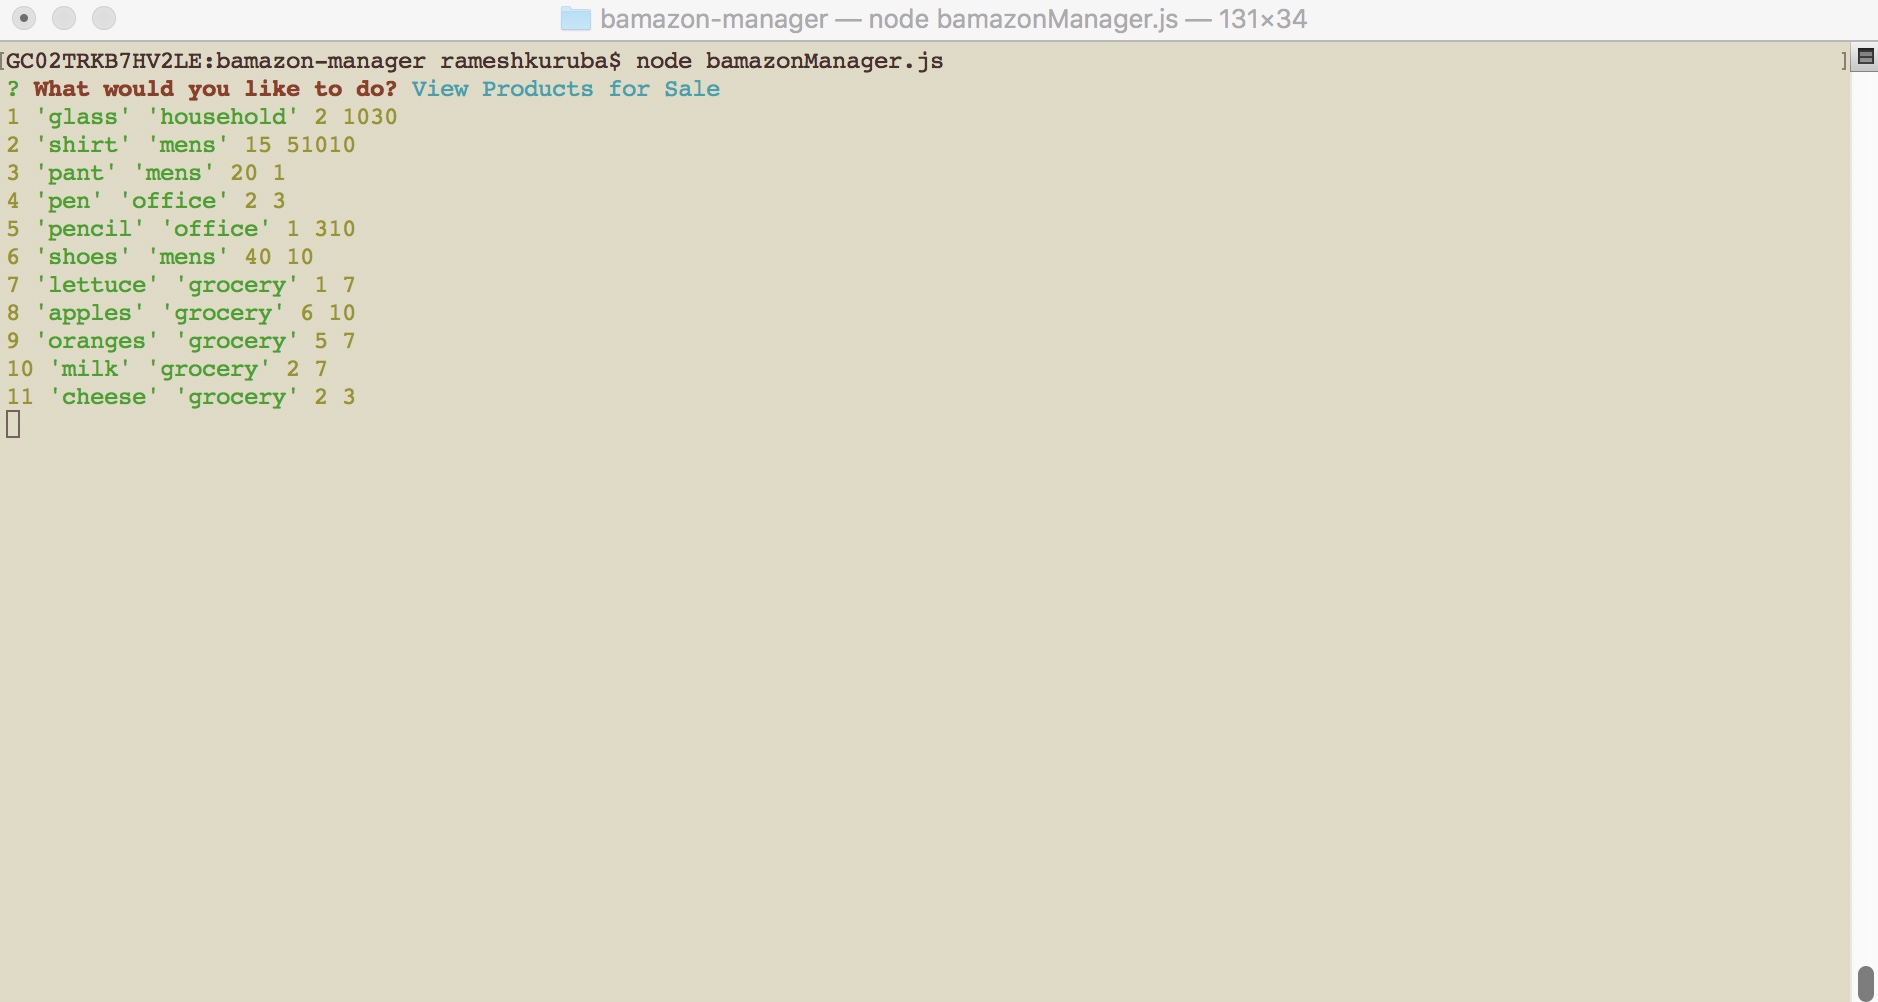 bamazon-manager — node bamazonManager.js — 131×34
[GC02TRKB7HV2LE:bamazon-manager rameshkuruba$ node bamazonManager.js ]
? What would you like to do? View Products for Sale
1 'glass' 'household' 2 1030
2 'shirt' 'mens' 15 51010
3 'pant' 'mens' 20 1
4 'pen' 'office' 2 3
5 'pencil' 'office' 1 310
6 'shoes' 'mens' 40 10
7 'lettuce' 'grocery' 1 7
8 'apples' 'grocery' 6 10
9 'oranges' 'grocery' 5 7
10 'milk' 'grocery' 2 7
11 'cheese' 'grocery' 2 3